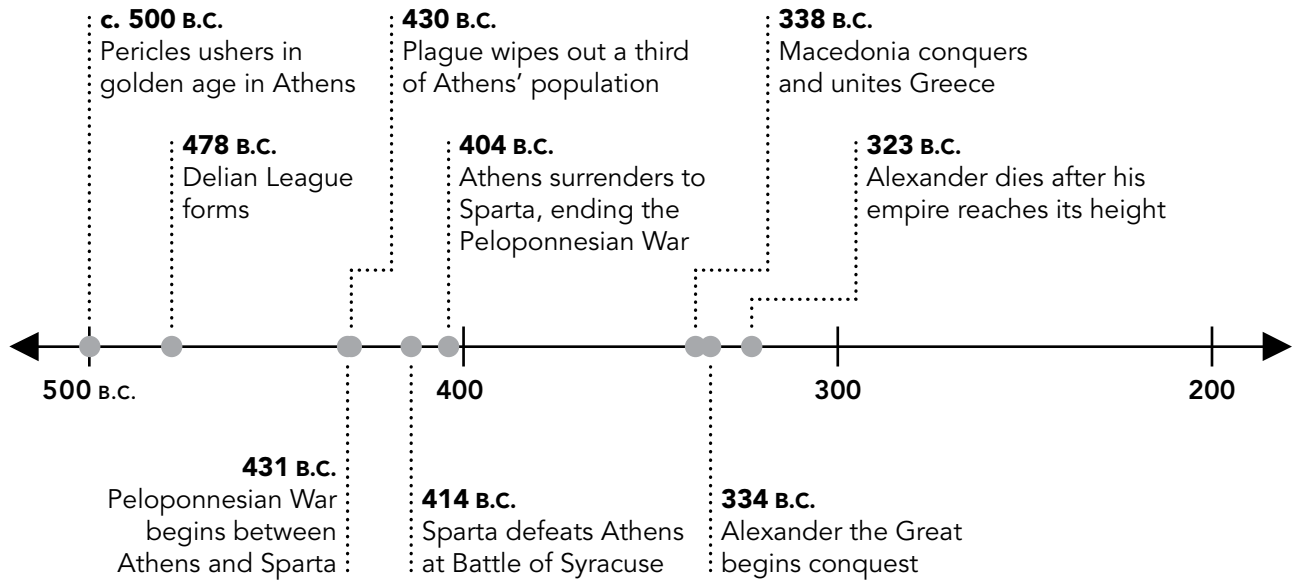 c. 500 B.C.
Pericles ushers in
golden age in Athens
430 B.C.
Plague wipes out a third
of Athens’ population
338 B.C.
Macedonia conquers
and unites Greece
478 B.C.
Delian League
forms
404 B.C.
Athens surrenders to
Sparta, ending the
Peloponnesian War
323 B.C.
Alexander dies after his
empire reaches its height
500 B.C.
400
300
200
431 B.C.
Peloponnesian War
begins between
Athens and Sparta
414 B.C.
Sparta defeats Athens
at Battle of Syracuse
334 B.C.
Alexander the Great
begins conquest